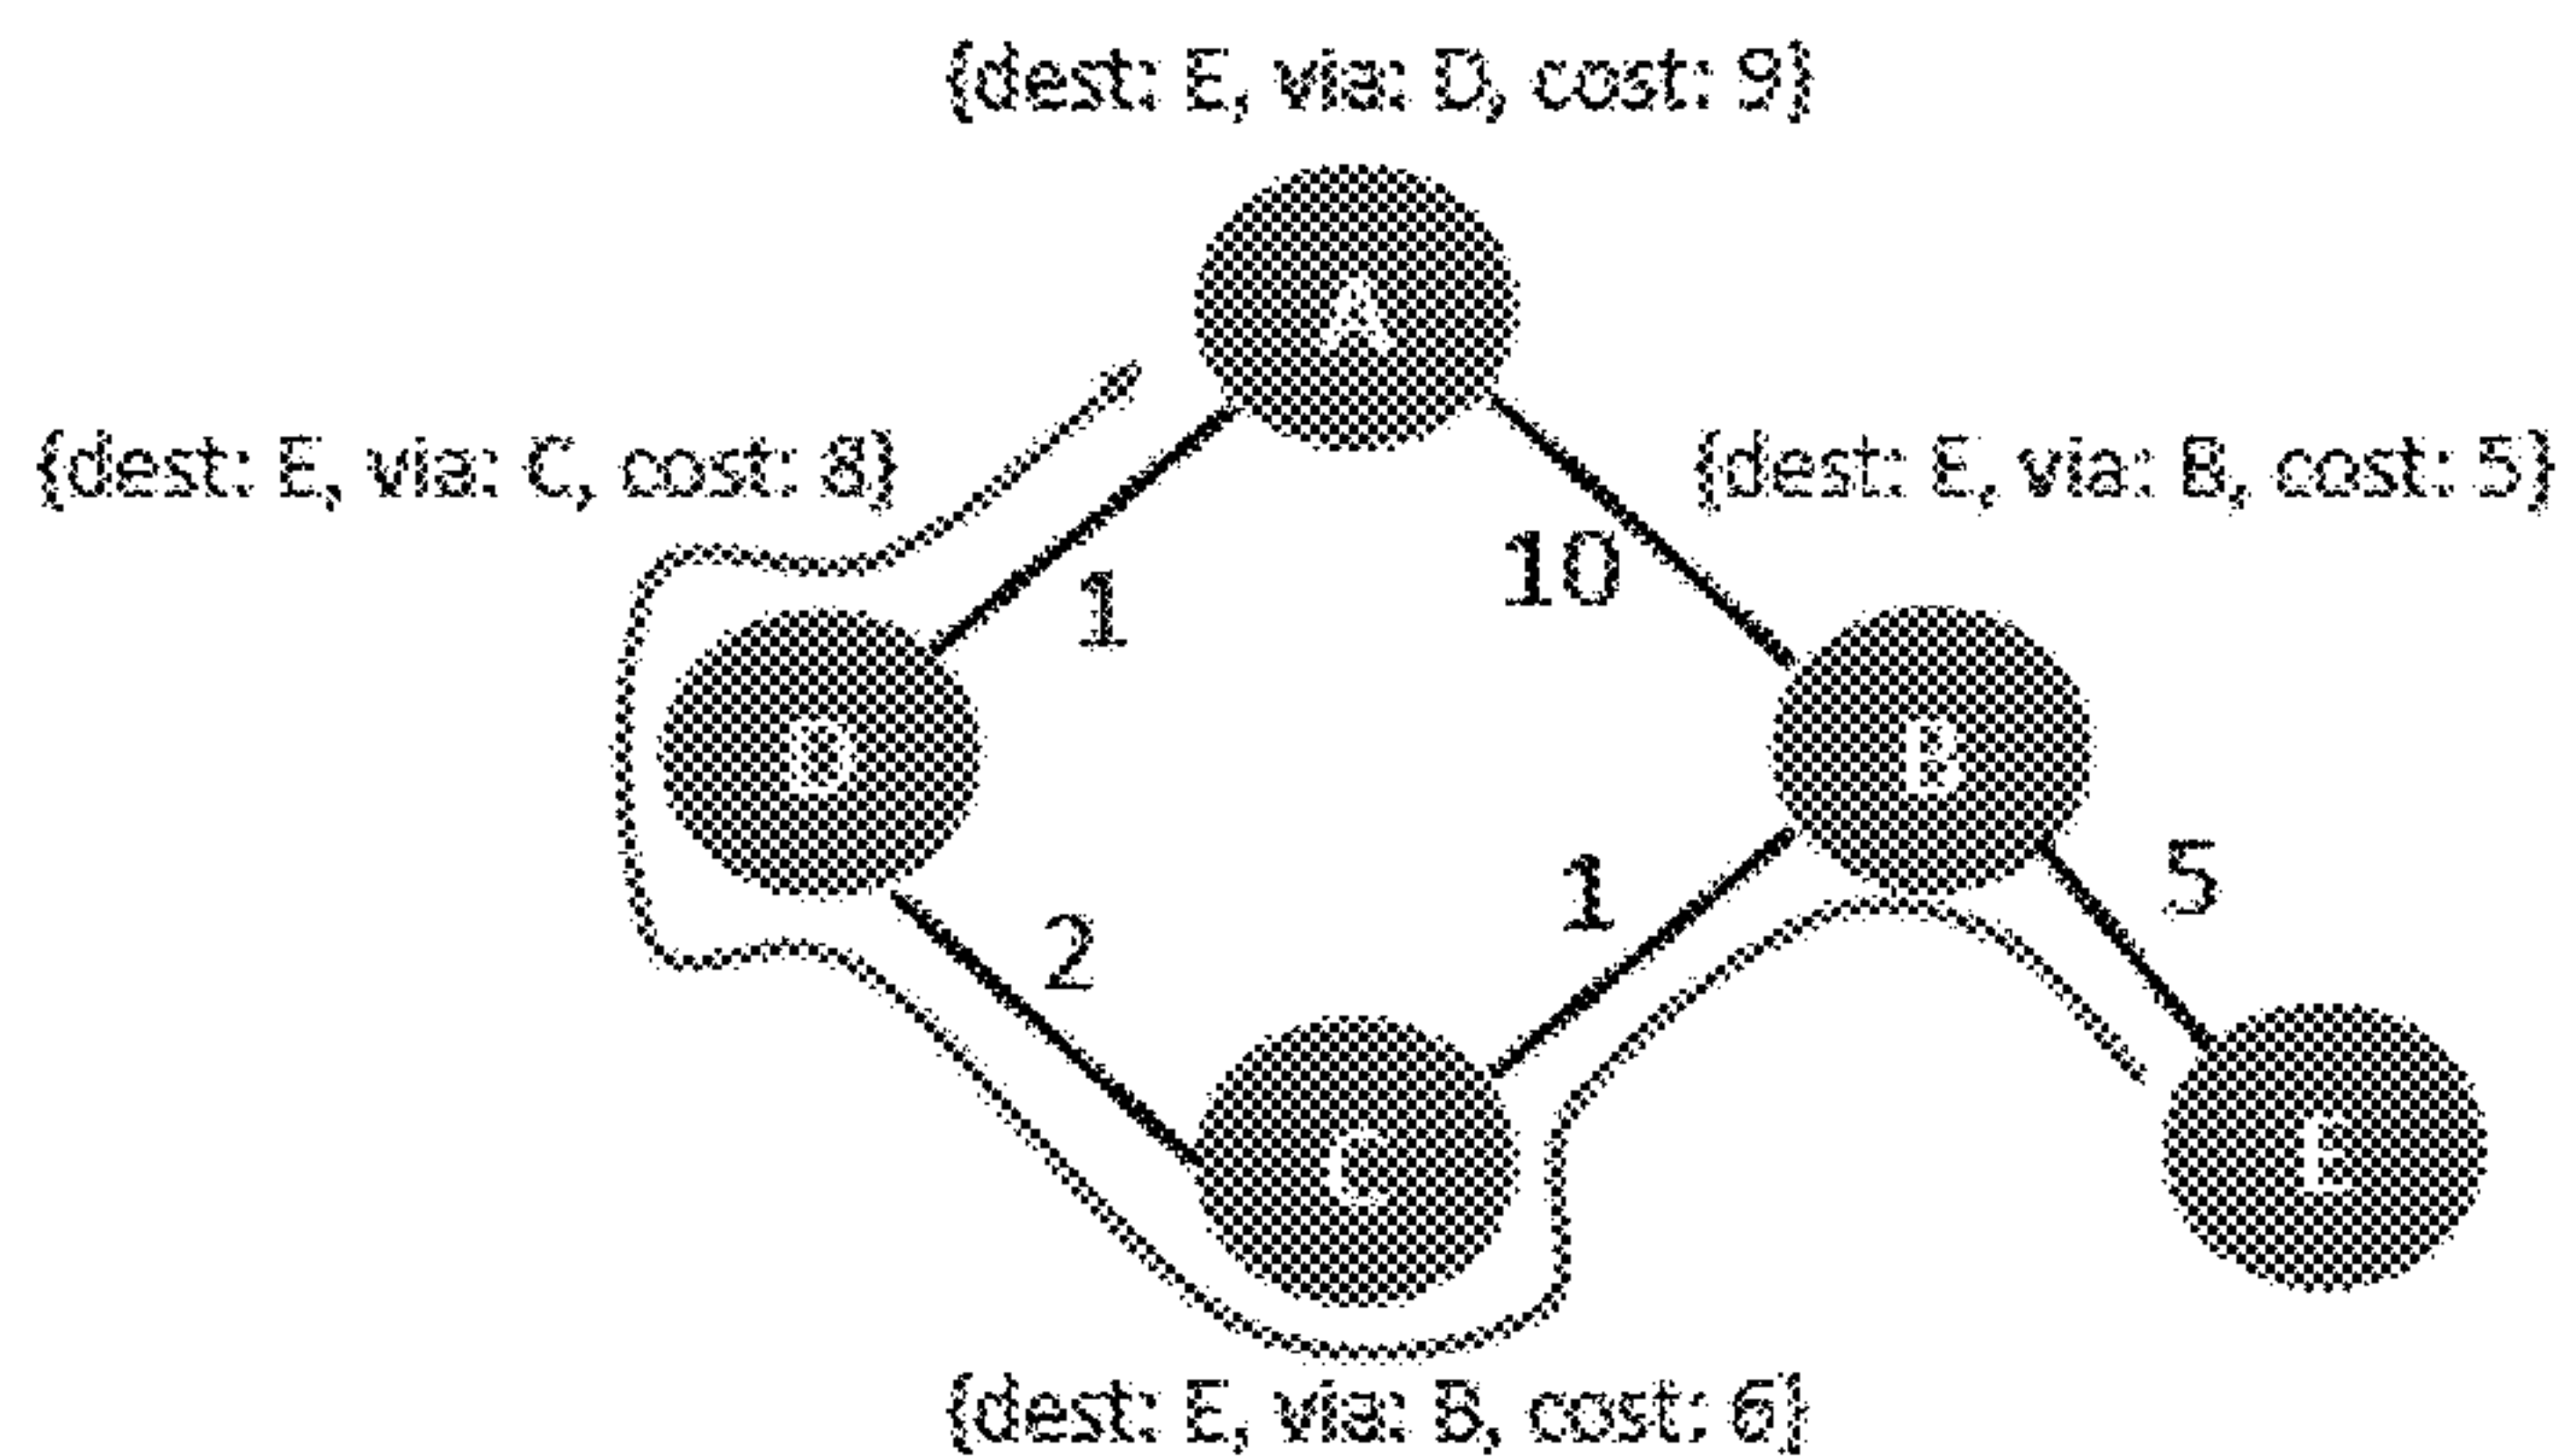 {dest: E, via: D, cost: 9}
A
{dest: E, via: C, cost: 8}
{dest: E, via: B, cost: 5}
10
1
D
B
1
5
2
C
E
{dest: E, via: B, cost: 6}